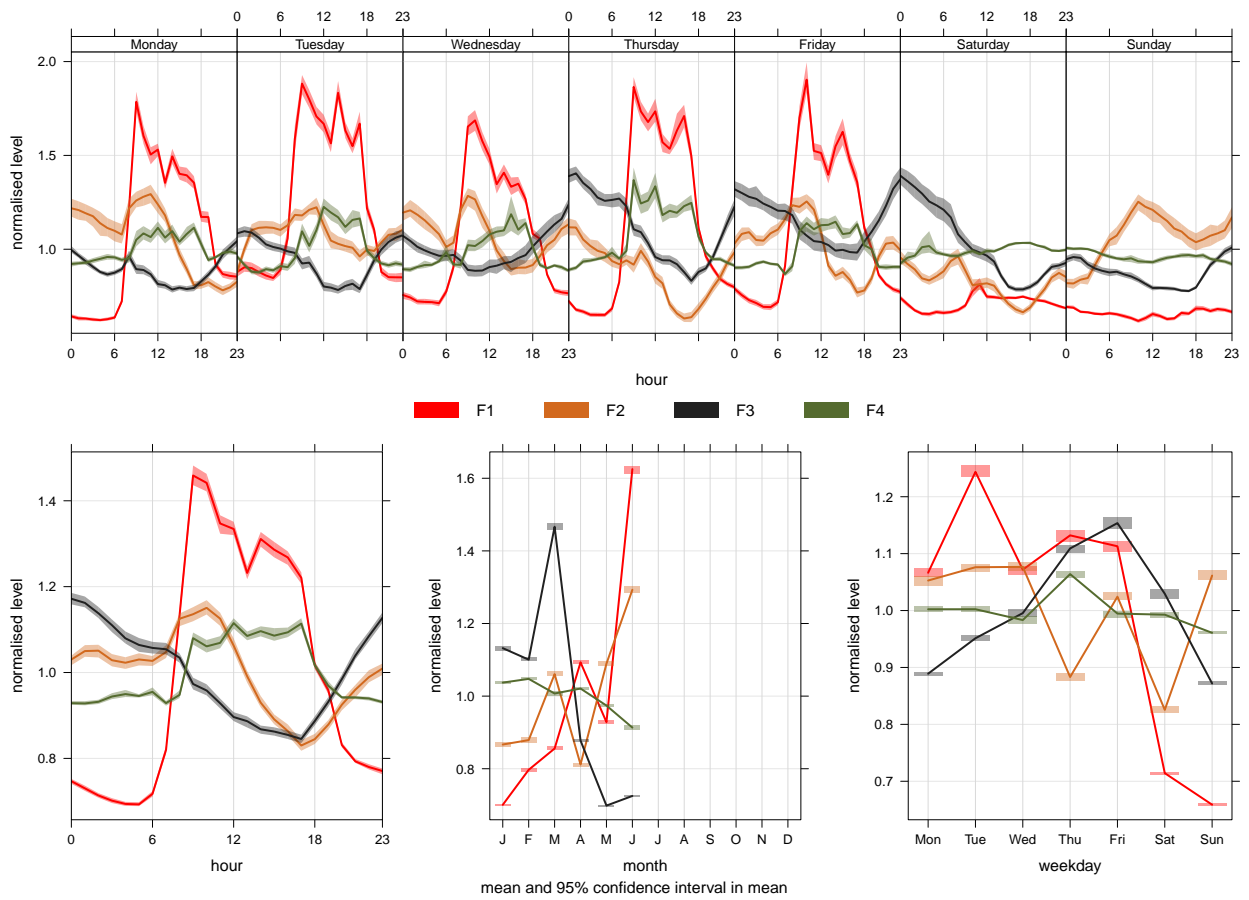 0 6 12 18 23 0 6 12 18 23 0 6 12 18 23
Monday Tuesday Wednesday Thursday Friday Saturday Sunday
2.0
1.5
1.0
normalised level
0 6 12 18 23 0 6 12 18 23 0 6 12 18 23 0 6 12 18 23
hour
F1 F2 F3 F4
1.4
1.2
1.0
0.8
normalised level
0 6 12 18 23
hour
1.6
1.4
1.2
1.0
0.8
normalised level
J F M A M J J A S O N D
month
mean and 95% confidence interval in mean
1.2
1.1
1.0
0.9
0.8
0.7
normalised level
Mon Tue Wed Thu Fri Sat Sun
weekday